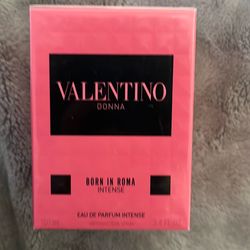 VALENTINO
DONNA
BORN IN ROMA
INTENSE
EAU DE PARFUM INTENSE